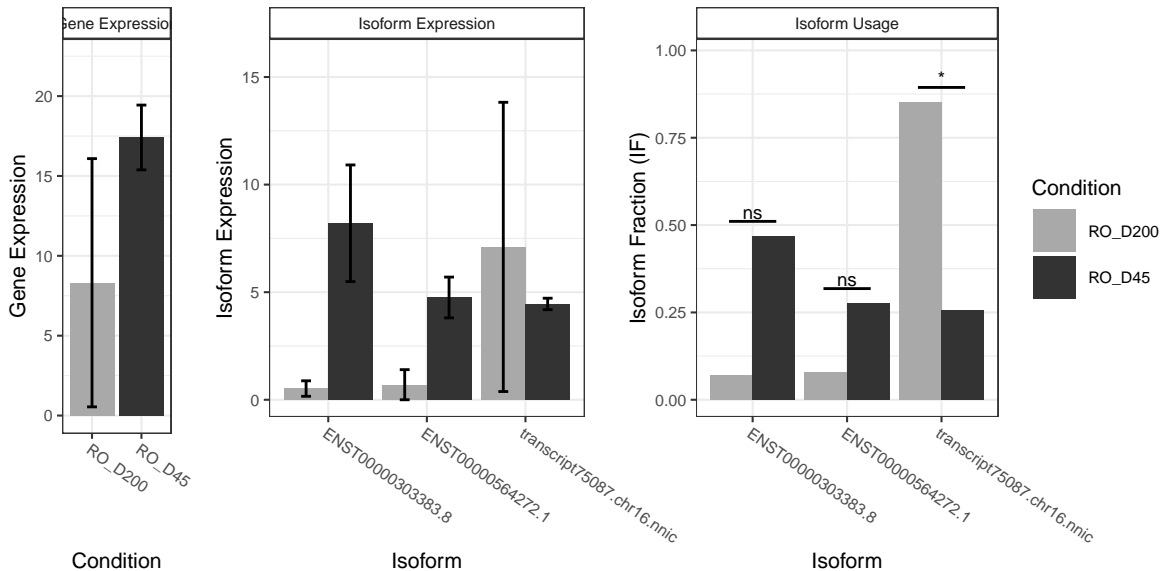 Gene Expression
Isoform Expression
Isoform Usage
Gene Expression
20
15
10
5
0
RO_D200
RO_D45
Condition
Isoform Expression
15
10
5
0
ENST00000303383.8
ENST00000564272.1
transcript75087.chr16.nnic
Isoform
Isoform Fraction (IF)
1.00
0.75
0.50
0.25
0.00
ns
ns
*
ENST00000303383.8
ENST00000564272.1
transcript75087.chr16.nnic
Isoform
Condition
RO_D200
RO_D45